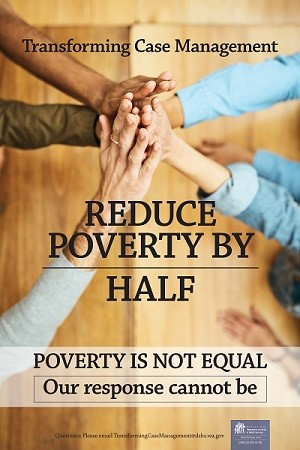 Transforming Case Management
REDUCE
POVERTY BY
HALF
POVERTY IS NOT EQUAL
Our response cannot be
Questions: Please email TransformingCaseManagement@dshs.wa.gov